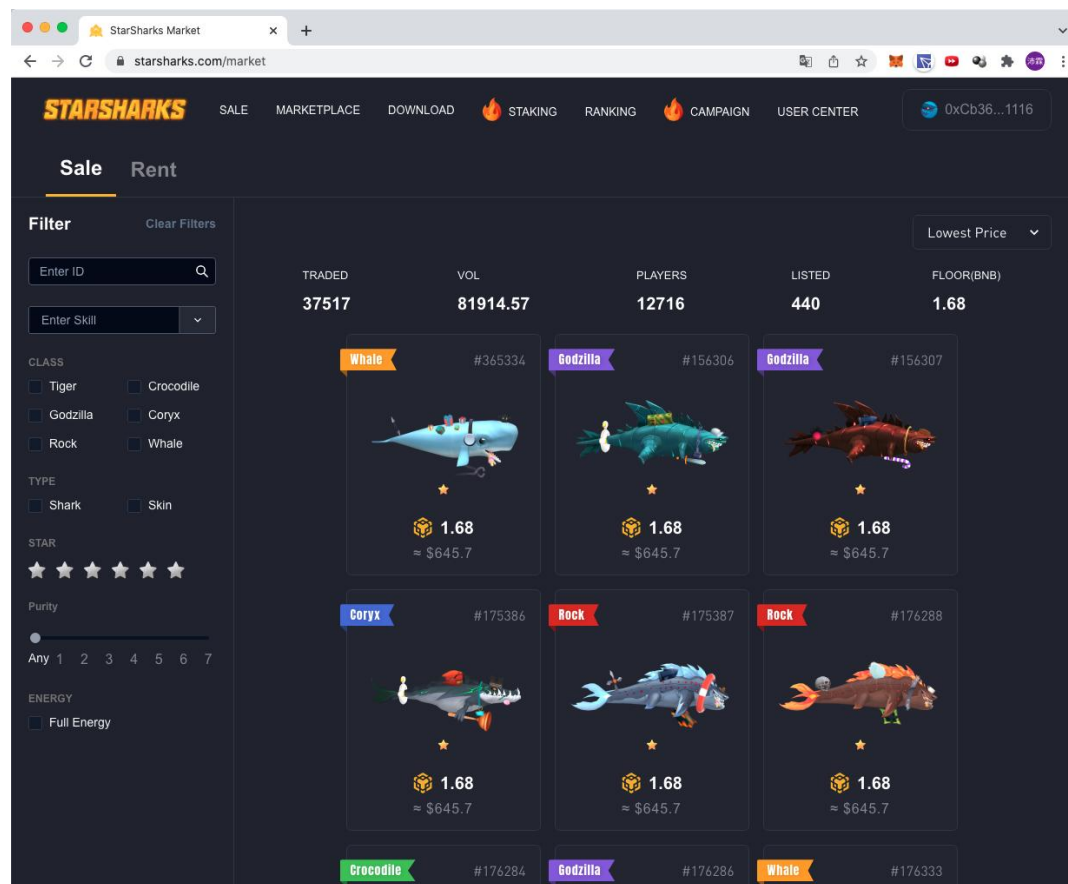 StarSharks Market
starsharks.com/market
STARSHARKS SALE MARKETPLACE DOWNLOAD STAKING RANKING CAMPAIGN USER CENTER 0xCb36...1116
Sale Rent
Filter Clear Filters
Lowest Price
Enter ID
TRADED VOL PLAYERS LISTED FLOOR(BNB)
37517 81914.57 12716 440 1.68
Enter Skill
CLASS
Tiger Crocodile
Godzilla Coryx
Rock Whale
TYPE
Shark Skin
STAR
Purity
Any 1 2 3 4 5 6 7
ENERGY
Full Energy
Whale #365334 Godzilla #156306 Godzilla #156307
1.68 1.68 1.68
≈ $645.7 ≈ $645.7 ≈ $645.7
Coryx #175386 Rock #175387 Rock #176288
1.68 1.68 1.68
≈ $645.7 ≈ $645.7 ≈ $645.7
Crocodile #176284 Godzilla #176286 Whale #176333